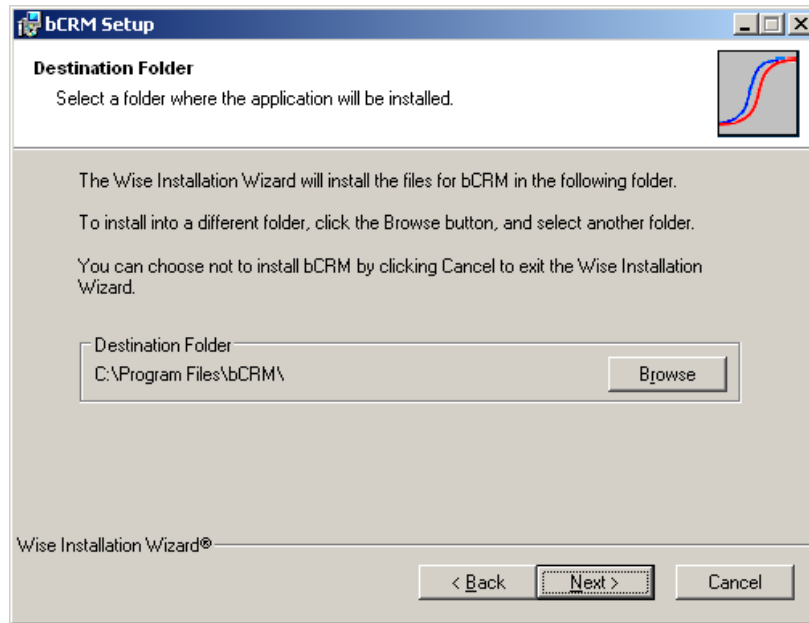 bCRM Setup
Destination Folder
Select a folder where the application will be installed.
The Wise Installation Wizard will install the files for bCRM in the following folder.
To install into a different folder, click the Browse button, and select another folder.
You can choose not to install bCRM by clicking Cancel to exit the Wise Installation
Wizard.
Destination Folder
C:\Program Files\bCRM\
Browse
Wise Installation Wizard®
< Back
Next >
Cancel